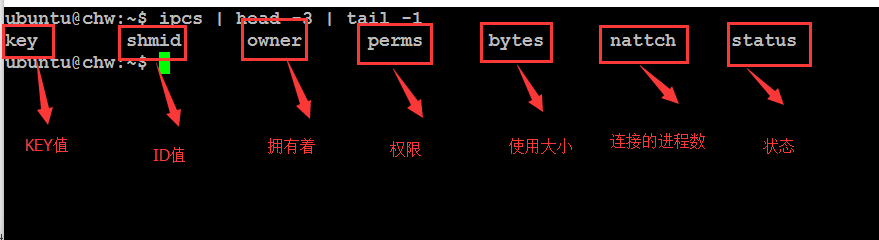 ubuntu@chw:~$ ipcs | head -3 | tail -1
key shmid owner perms bytes nattch status
ubuntu@chw:~$
KEY值 ID值 拥有着 权限 使用大小 连接的进程数 状态